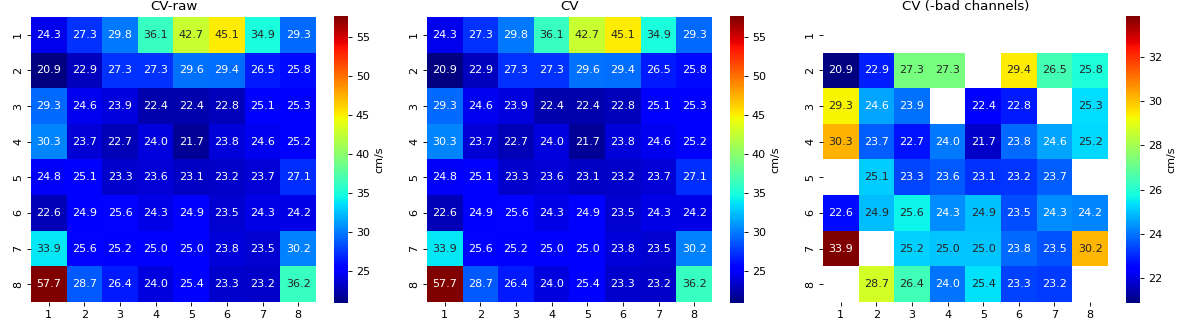 CV-raw
1 24.3 27.3 29.8 36.1 42.7 45.1 34.9 29.3
2 20.9 22.9 27.3 27.3 29.6 29.4 26.5 25.8
3 29.3 24.6 23.9 22.4 22.4 22.8 25.1 25.3
4 30.3 23.7 22.7 24.0 21.7 23.8 24.6 25.2
5 24.8 25.1 23.3 23.6 23.1 23.2 23.7 27.1
6 22.6 24.9 25.6 24.3 24.9 23.5 24.3 24.2
7 33.9 25.6 25.2 25.0 25.0 23.8 23.5 30.2
8 57.7 28.7 26.4 24.0 25.4 23.3 23.2 36.2
1 2 3 4 5 6 7 8
55
50
45
40
35
30
25
cm/s
CV
1 24.3 27.3 29.8 36.1 42.7 45.1 34.9 29.3
2 20.9 22.9 27.3 27.3 29.6 29.4 26.5 25.8
3 29.3 24.6 23.9 22.4 22.4 22.8 25.1 25.3
4 30.3 23.7 22.7 24.0 21.7 23.8 24.6 25.2
5 24.8 25.1 23.3 23.6 23.1 23.2 23.7 27.1
6 22.6 24.9 25.6 24.3 24.9 23.5 24.3 24.2
7 33.9 25.6 25.2 25.0 25.0 23.8 23.5 30.2
8 57.7 28.7 26.4 24.0 25.4 23.3 23.2 36.2
1 2 3 4 5 6 7 8
55
50
45
40
35
30
25
cm/s
CV (-bad channels)
1
2 20.9 22.9 27.3 27.3 29.4 26.5 25.8
3 29.3 24.6 23.9 22.4 22.8 25.3
4 30.3 23.7 22.7 24.0 21.7 23.8 24.6 25.2
5 25.1 23.3 23.6 23.1 23.2 23.7
6 22.6 24.9 25.6 24.3 24.9 23.5 24.3 24.2
7 33.9 25.2 25.0 25.0 23.8 23.5 30.2
8 28.7 26.4 24.0 25.4 23.3 23.2
1 2 3 4 5 6 7 8
32
30
28
26
24
22
cm/s